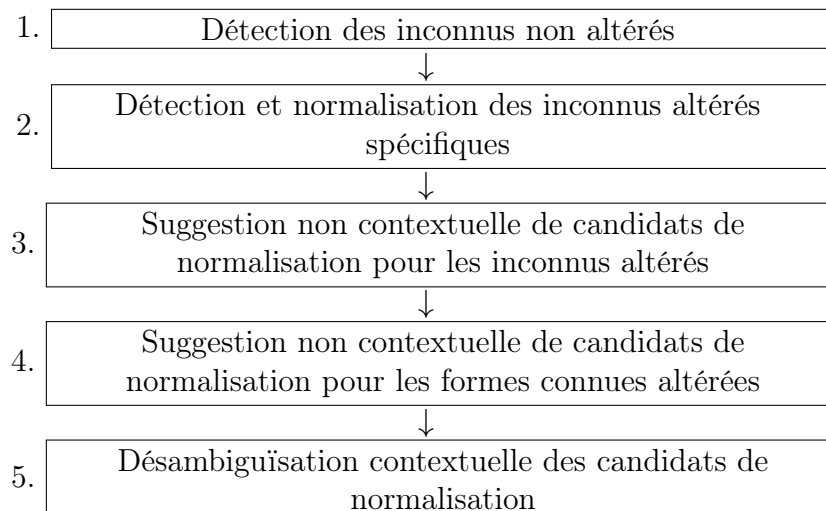 1. Détection des inconnus non altérés
↓
2. Détection et normalisation des inconnus altérés
spécifiques
↓
3. Suggestion non contextuelle de candidats de
normalisation pour les inconnus altérés
↓
4. Suggestion non contextuelle de candidats de
normalisation pour les formes connues altérées
↓
5. Désambiguïsation contextuelle des candidats de
normalisation